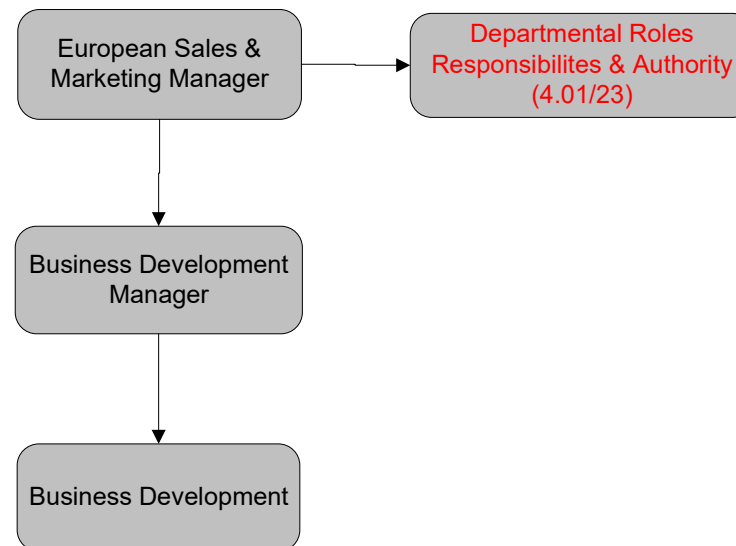 European Sales &
Marketing Manager
Departmental Roles
Responsibilites & Authority
(4.01/23)
Business Development
Manager
Business Development